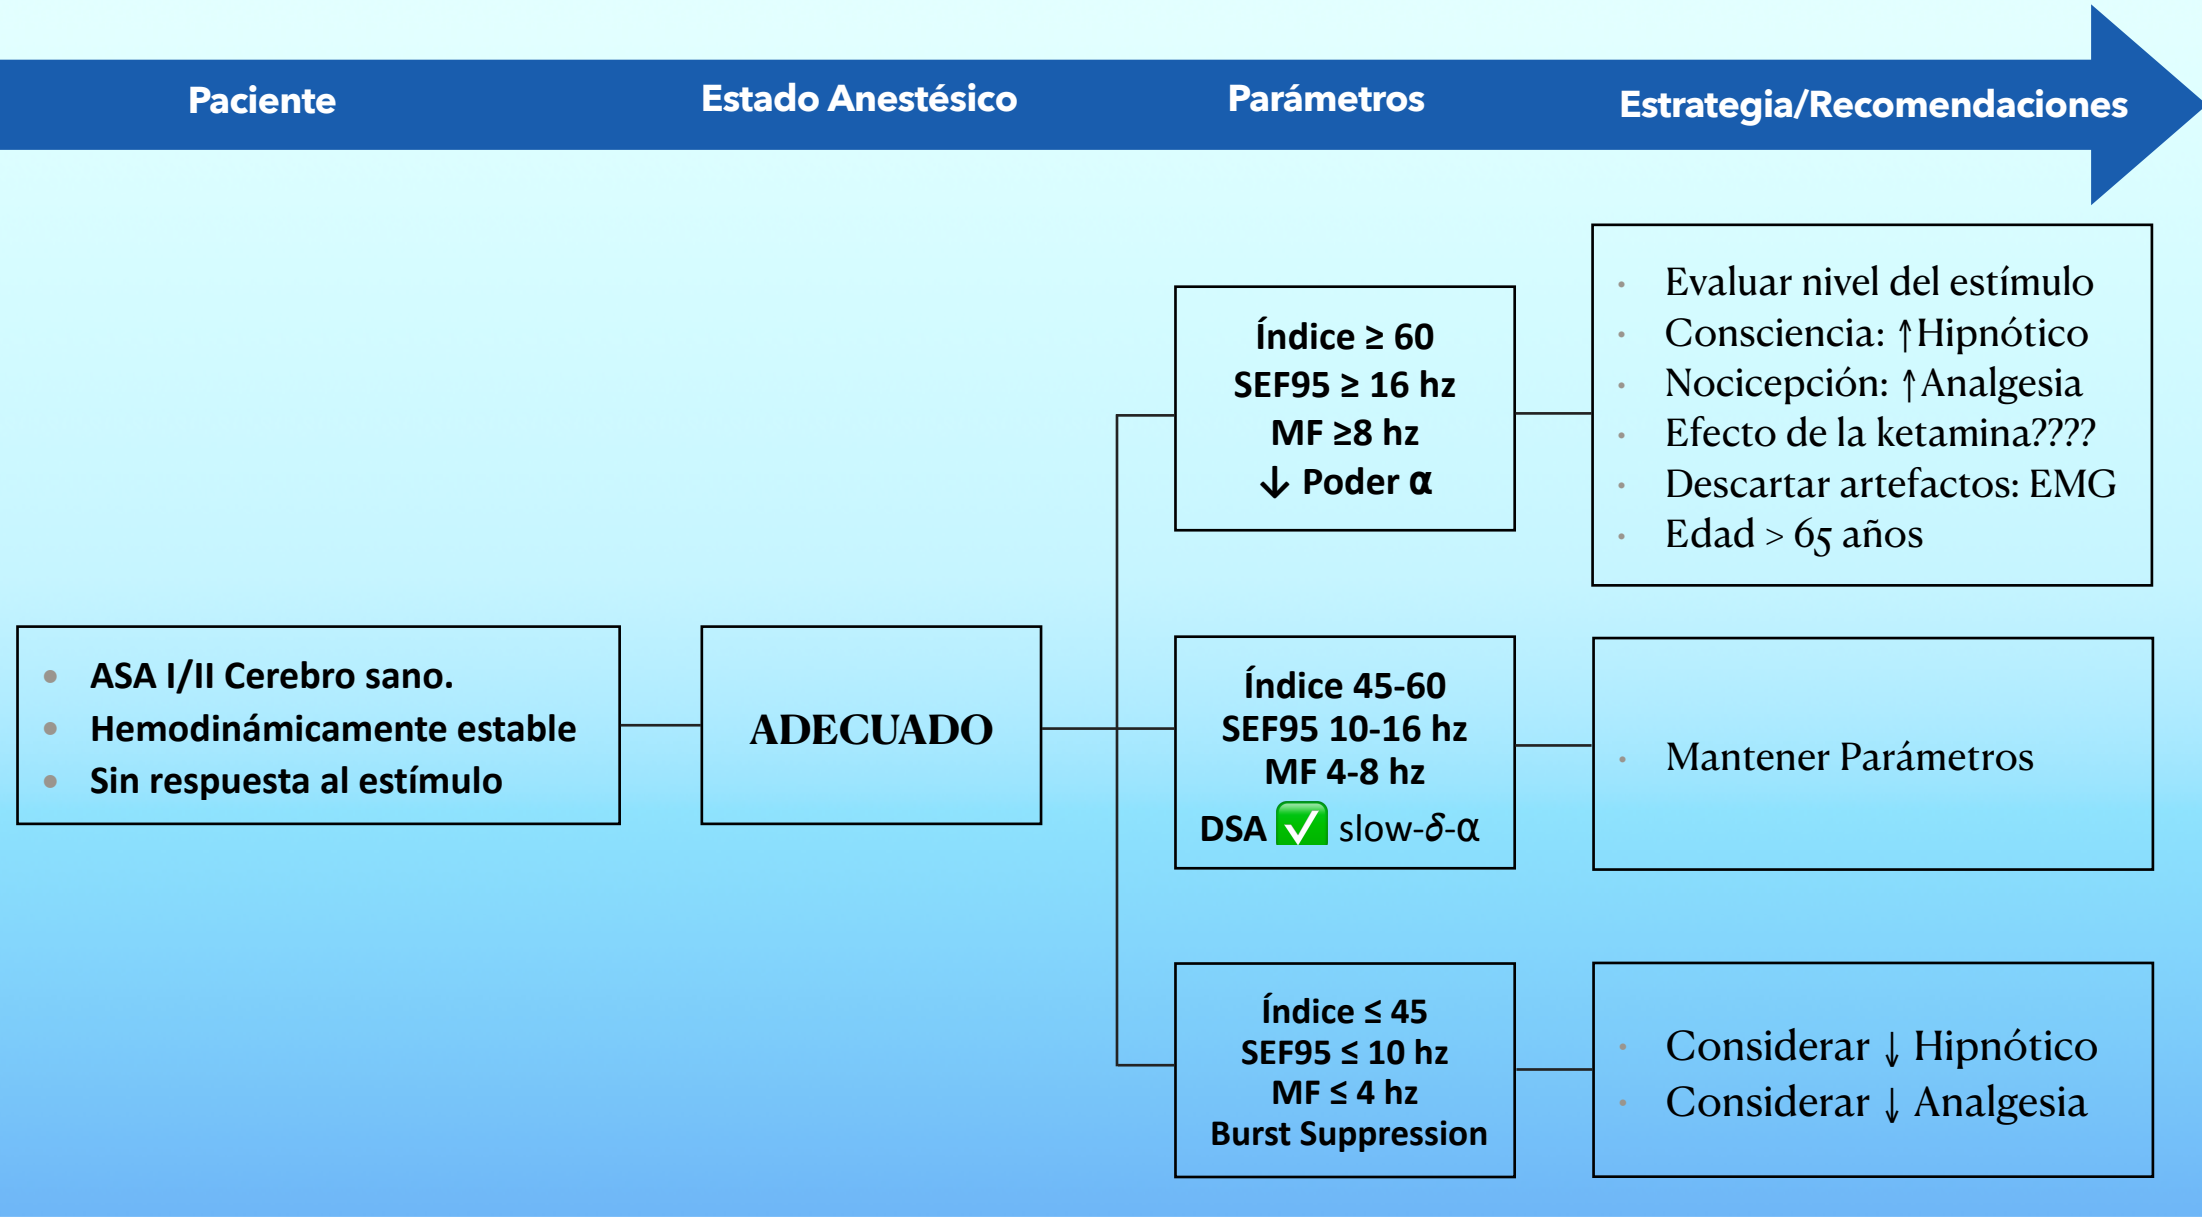 Paciente
Estado Anestésico
Parámetros
Estrategia/Recomendaciones
• ASA I/II Cerebro sano.
• Hemodinámicamente estable
• Sin respuesta al estímulo
ADECUADO
Índice ≥ 60
SEF95 ≥ 16 hz
MF ≥8 hz
↓ Poder α
· Evaluar nivel del estímulo
· Consciencia: ↑Hipnótico
· Nocicepción: ↑Analgesia
· Efecto de la ketamina????
· Descartar artefactos: EMG
· Edad > 65 años
Índice 45-60
SEF95 10-16 hz
MF 4-8 hz
DSA ✅ slow-δ-α
· Mantener Parámetros
Índice ≤ 45
SEF95 ≤ 10 hz
MF ≤ 4 hz
Burst Suppression
· Considerar ↓ Hipnótico
· Considerar ↓ Analgesia